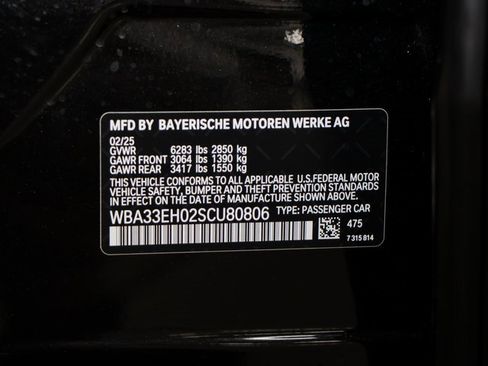 MFD BY BAYERISCHE MOTOREN WERKE AG
02/25
GVWR 6283 lbs 2850 kg
GAWR FRONT 3064 lbs 1390 kg
GAWR REAR 3417 lbs 1550 kg
THIS VEHICLE CONFORMS TO ALL APPLICABLE U.S.FEDERAL MOTOR
VEHICLE SAFETY, BUMPER AND THEFT PREVENTION STANDARDS
IN EFFECT ON THE DATE OF MANUFACTURE SHOWN ABOVE.
WBA33EH02SCU80806 TYPE: PASSENGER CAR
475
7 315 814